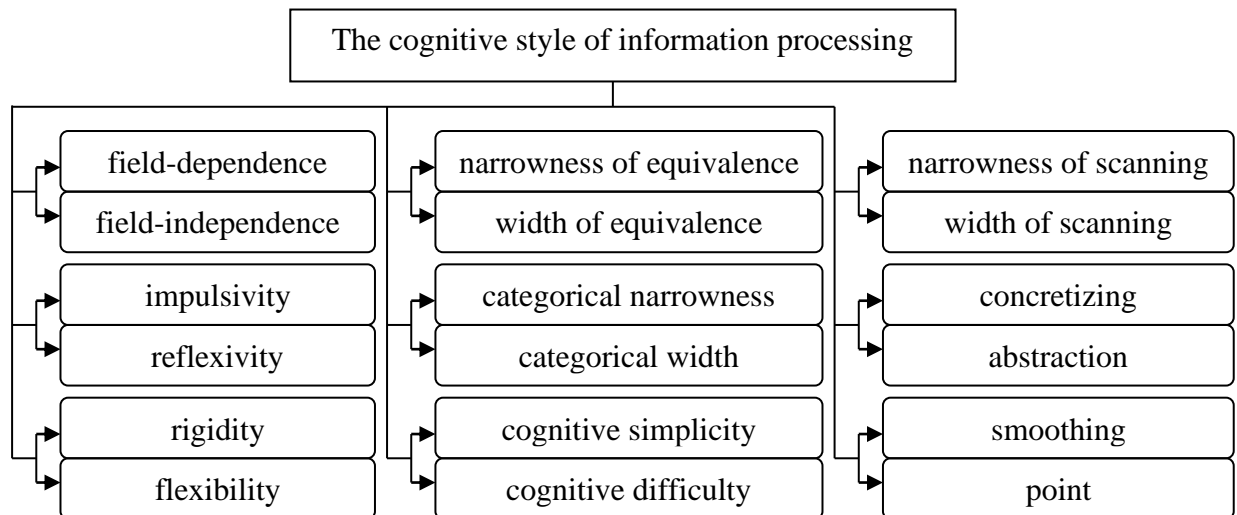 The cognitive style of information processing
field-dependence
field-independence
impulsivity
reflexivity
rigidity
flexibility
narrowness of equivalence
width of equivalence
categorical narrowness
categorical width
cognitive simplicity
cognitive difficulty
narrowness of scanning
width of scanning
concretizing
abstraction
smoothing
point